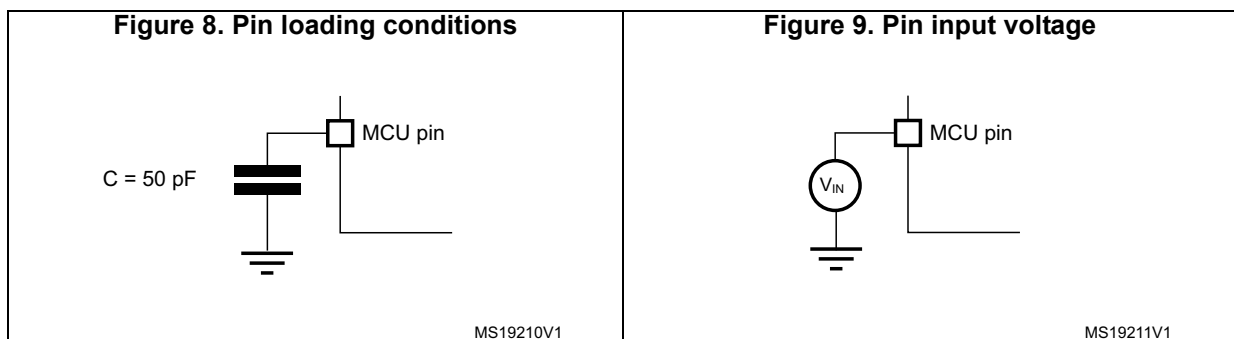 Figure 8. Pin loading conditions
MCU pin
C = 50 pF
MS19210V1
Figure 9. Pin input voltage
MCU pin
VIN
MS19211V1